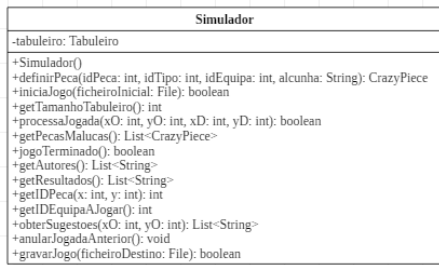 Simulador
-tabuleiro: Tabuleiro
+Simulador()
+definirPeca(idPeca: int, idTipo: int, idEquipa: int, alcunha: String): CrazyPiece
+iniciaJogo(ficheiroInicial: File): boolean
+getTamanhoTabuleiro(): int
+processaJogada(xO: int, yO: int, xD: int, yD: int): boolean
+getPecasMalucas(): List<CrazyPiece>
+jogoTerminado(): boolean
+getAutores(): List<String>
+getResultados(): List<String>
+getIDPeca(x: int, y: int): int
+getIDEquipaAJogar(): int
+obterSugestoes(xO: int, yO: int): List<String>
+anularJogadaAnterior(): void
+gravarJogo(ficheiroDestino: File): boolean